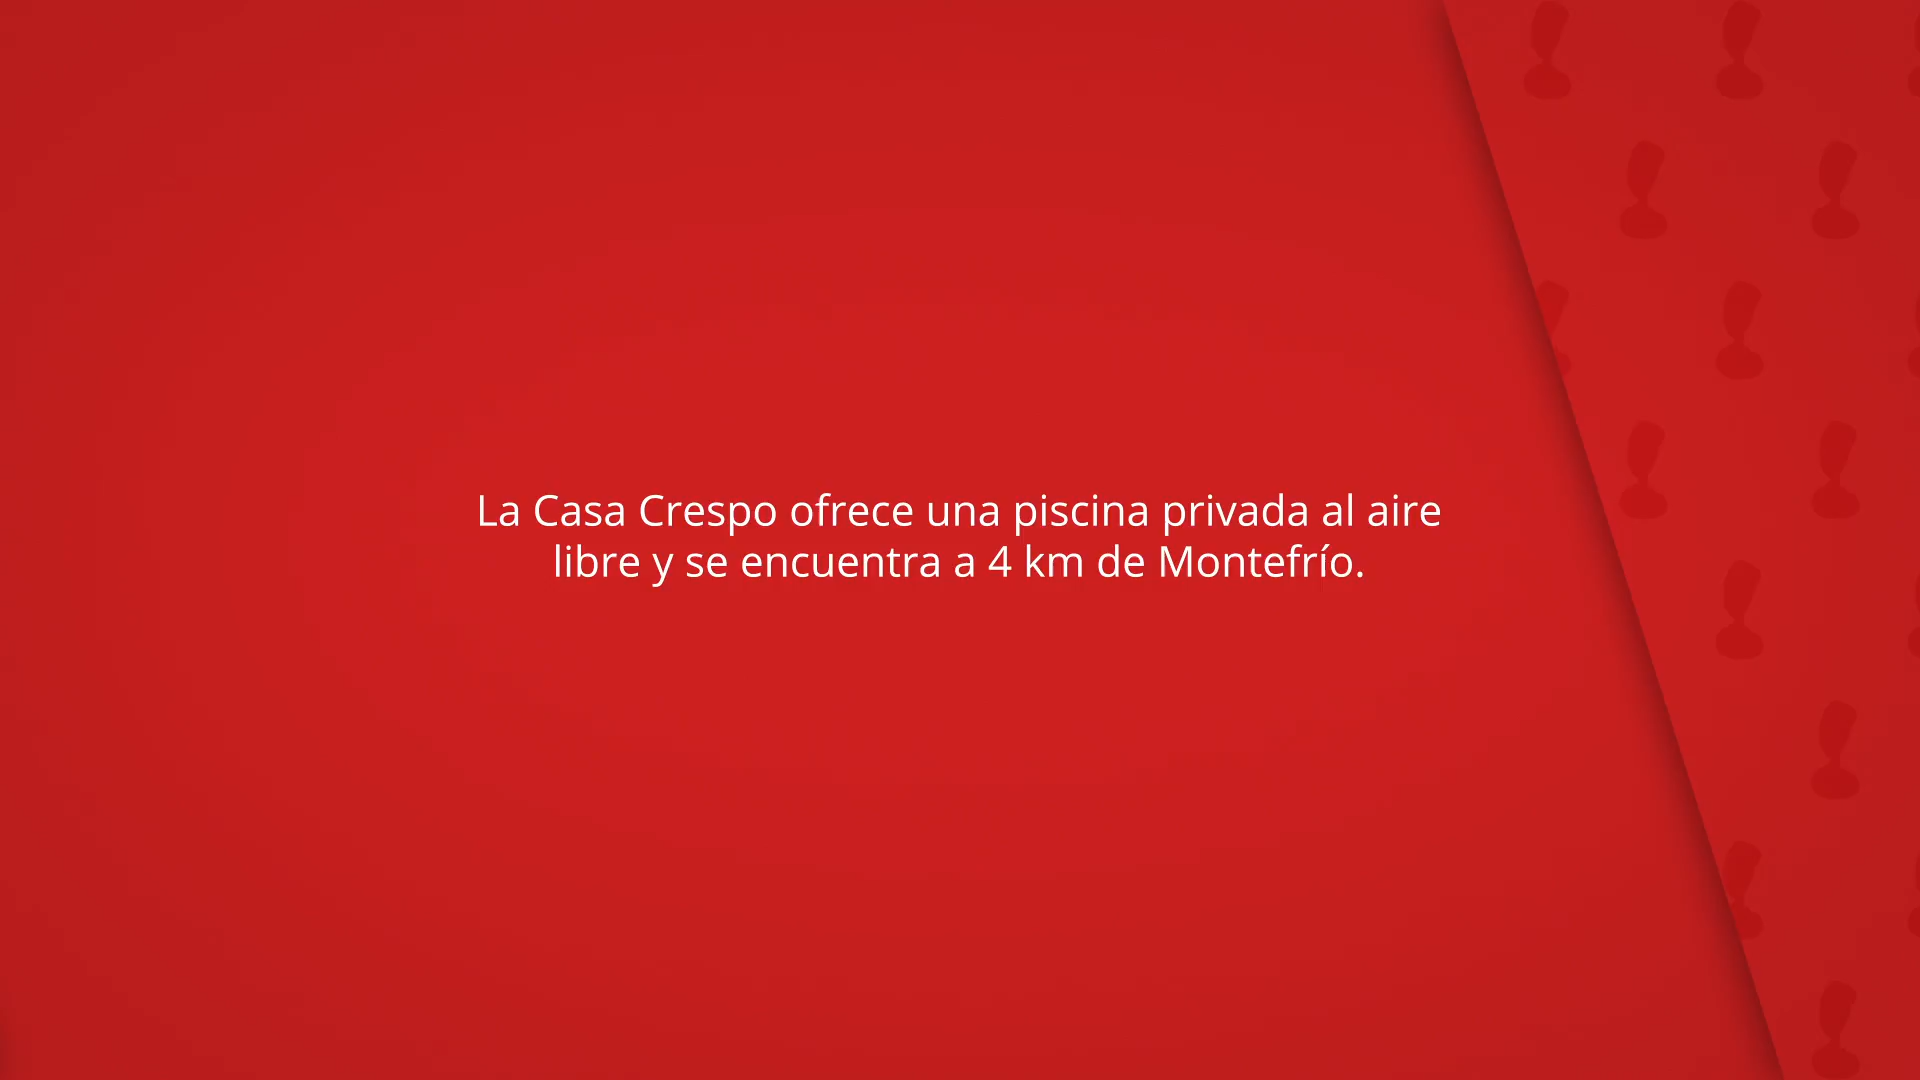 La Casa Crespo ofrece una piscina privada al aire
libre y se encuentra a 4 km de Montefrío.